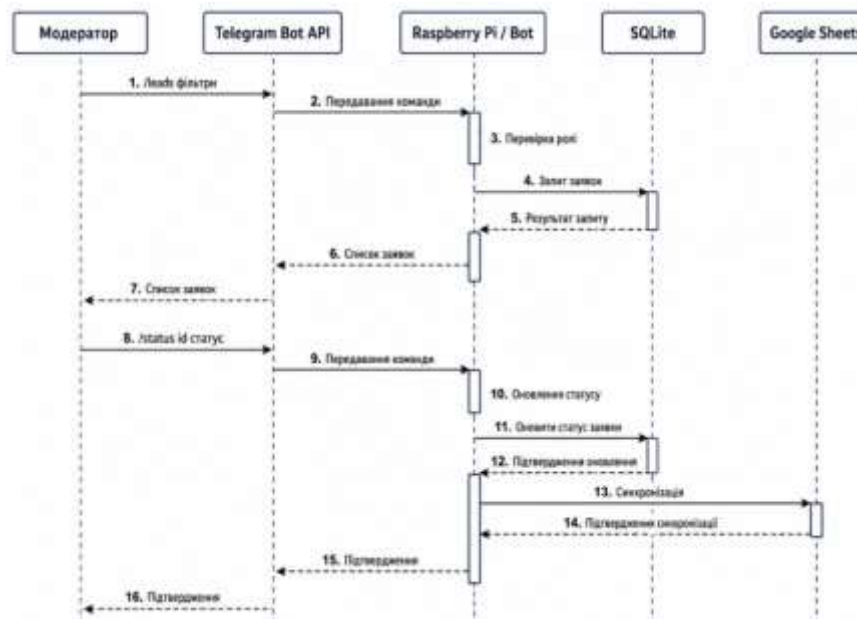 Модератор
Telegram Bot API
Raspberry Pi / Bot
SQLite
Google Sheets
1. /leads фільтри
2. Передавання команди
3. Перевірка ролі
4. Запит заявок
5. Результат запиту
6. Список заявок
7. Список заявок
8. /status id статус
9. Передавання команди
10. Оновлення статусу
11. Оновити статус заявки
12. Підтвердження оновлення
13. Синхронізація
14. Підтвердження синхронізації
15. Підтвердження
16. Підтвердження